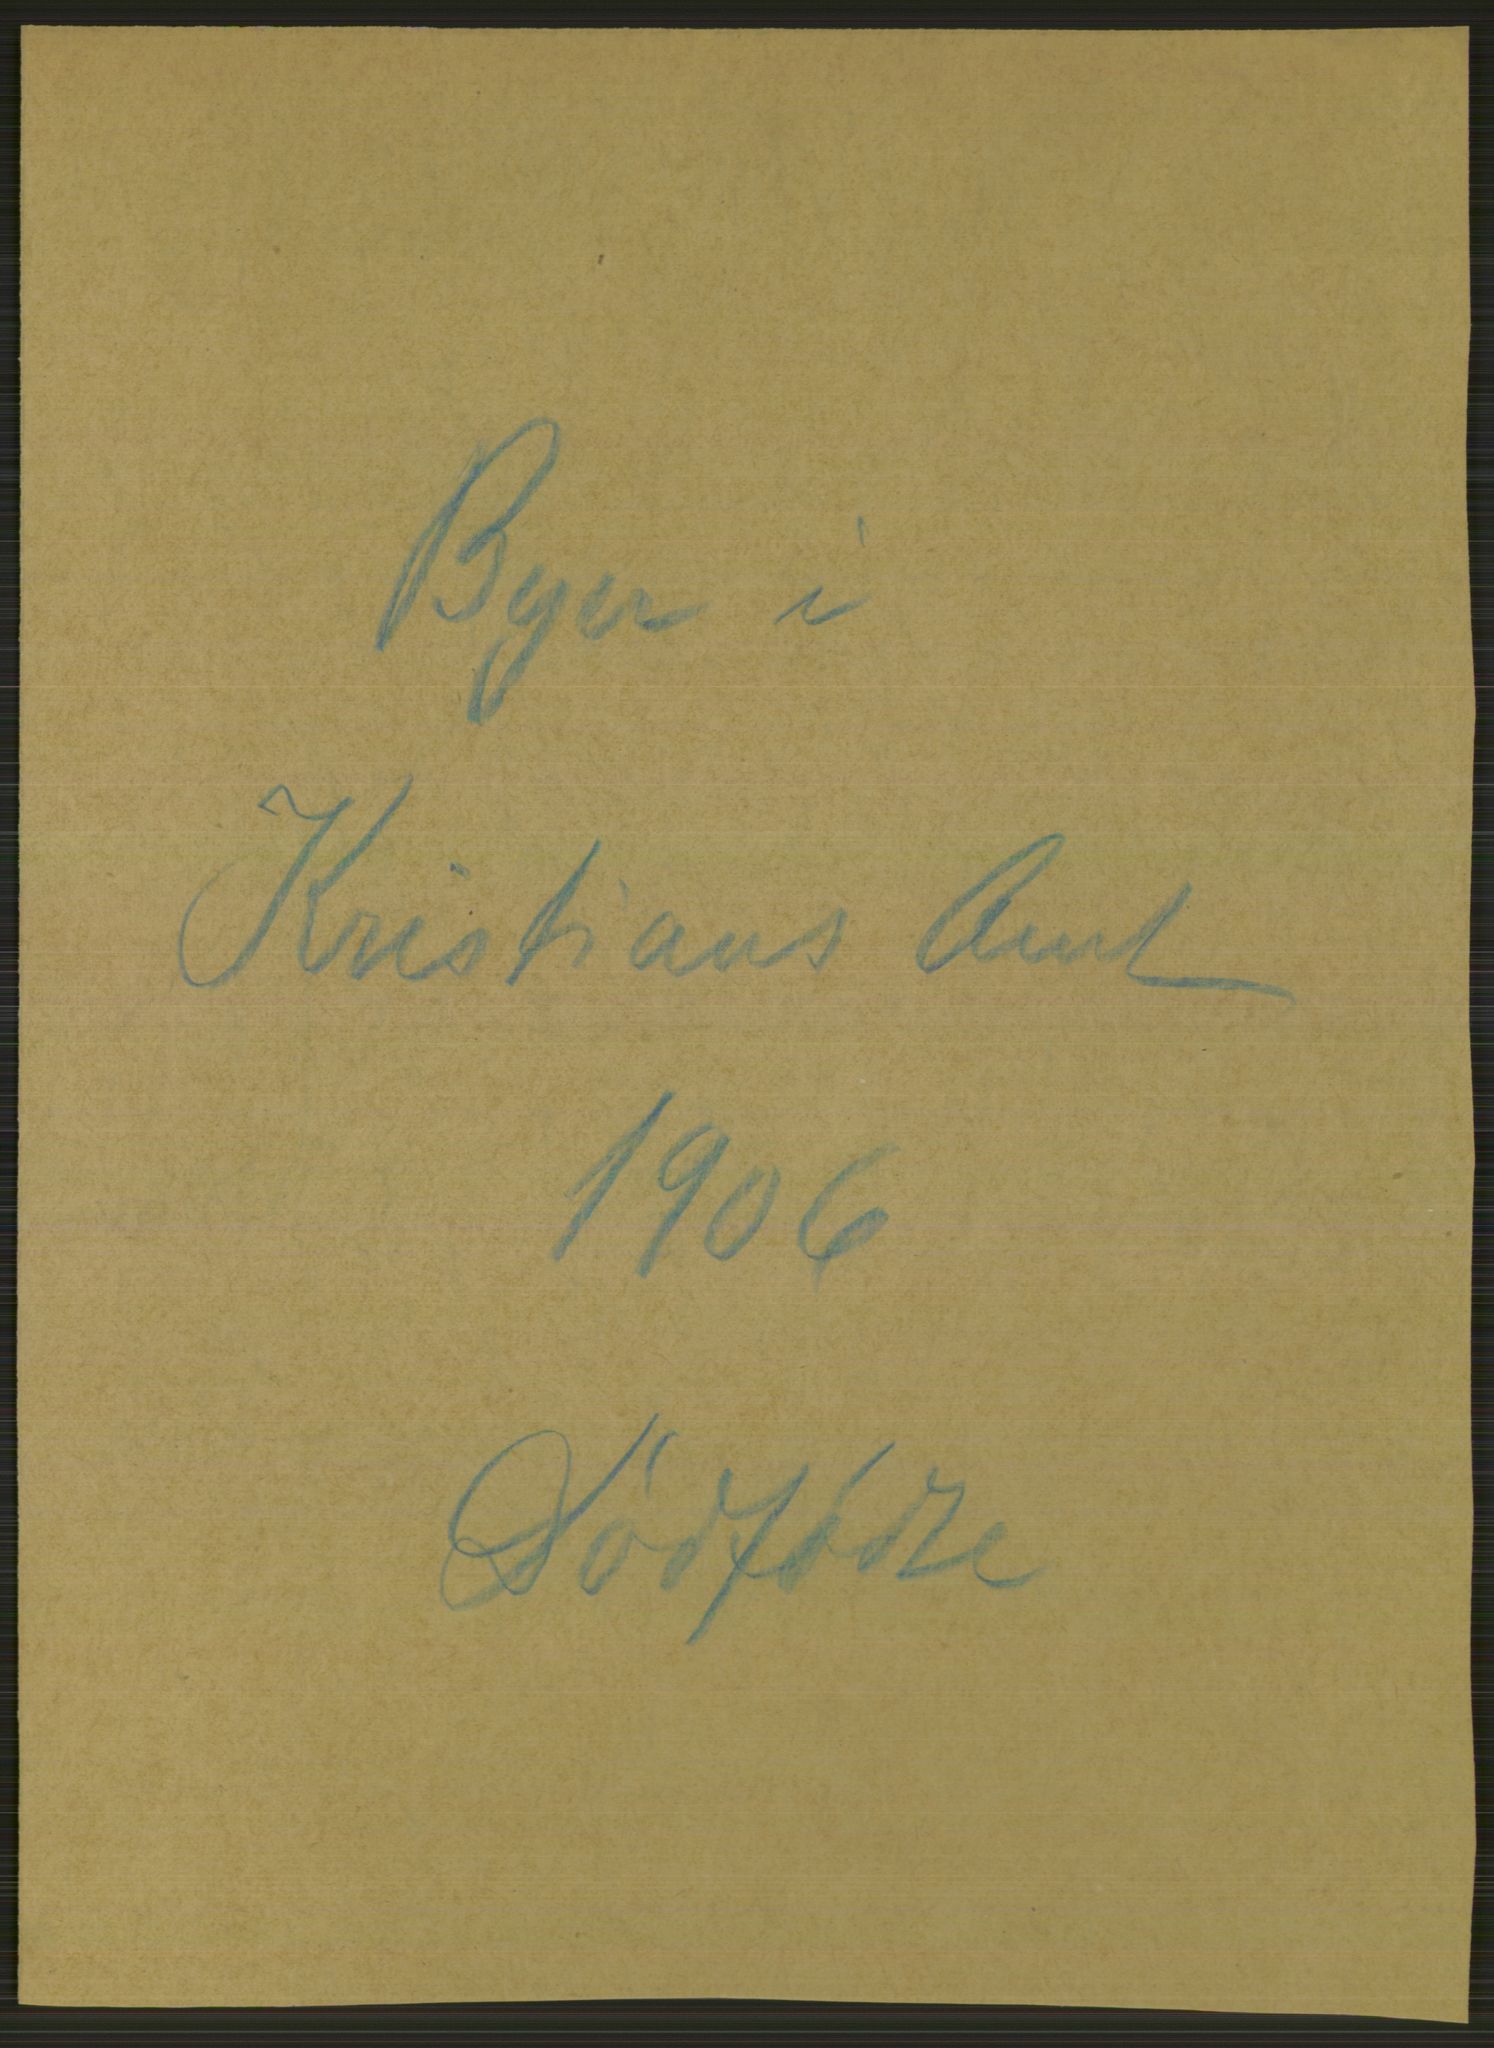 Byer i
Kristians Amt
1906
Dødfødte